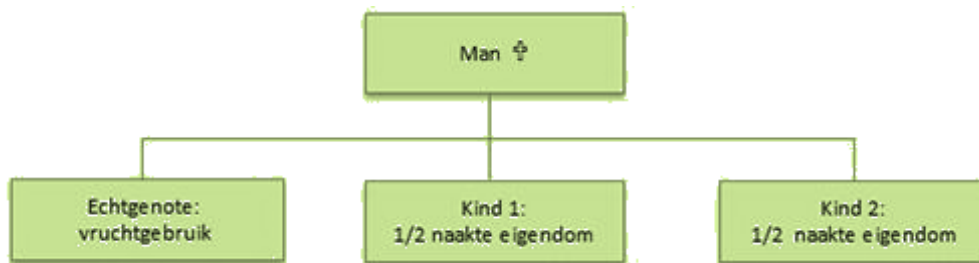 Man ✞
Echtgenote:
vruchtgebruik
Kind 1:
1/2 naakte eigendom
Kind 2:
1/2 naakte eigendom